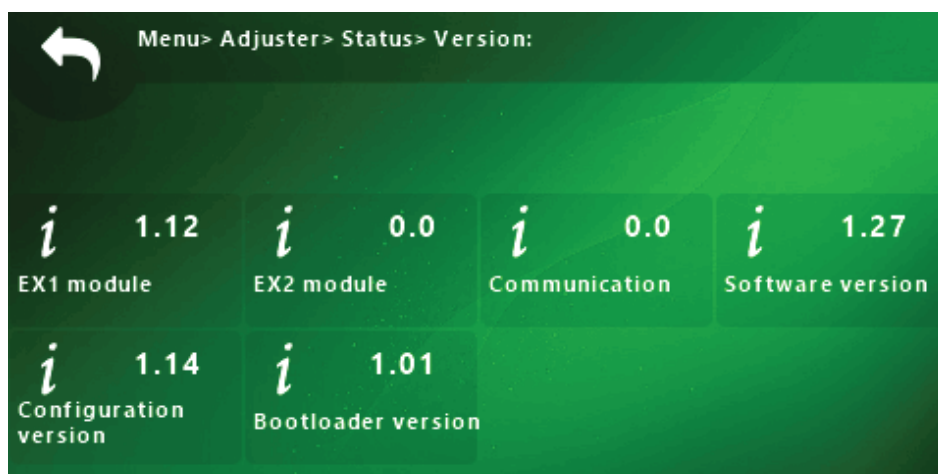 Menu> Adjuster> Status> Version:
i 1.12
EX1 module
i 0.0
EX2 module
i 0.0
Communication
i 1.27
Software version
i 1.14
Configuration
version
i 1.01
Bootloader version